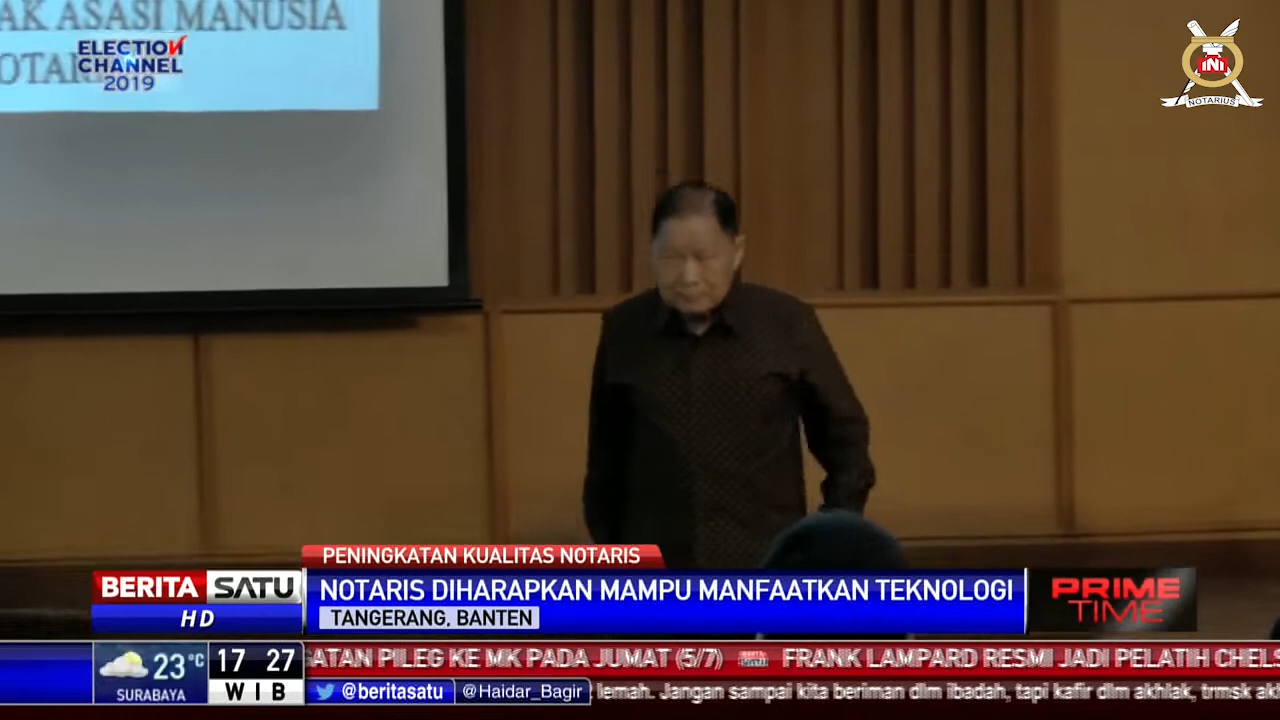 AK ASASI MANUSIA
OTAR
ELECTION
CHANNEL
2019
INI
NOTARIUS
PENINGKATAN KUALITAS NOTARIS
BERITA SATU
HD
NOTARIS DIHARAPKAN MAMPU MANFAATKAN TEKNOLOGI
TANGERANG, BANTEN
PRIME
TIME
23°C
SURABAYA
17 27
WIB
GATAN PILEG KE MK PADA JUMAT (5/7) FRANK LAMPARD RESMI JADI PELATIH CHELS
@beritasatu @Haidar_Bagir lemah. Jangan sampai kita beriman dlm ibadah, tapi kafir dlm akhlak, trmsk ak